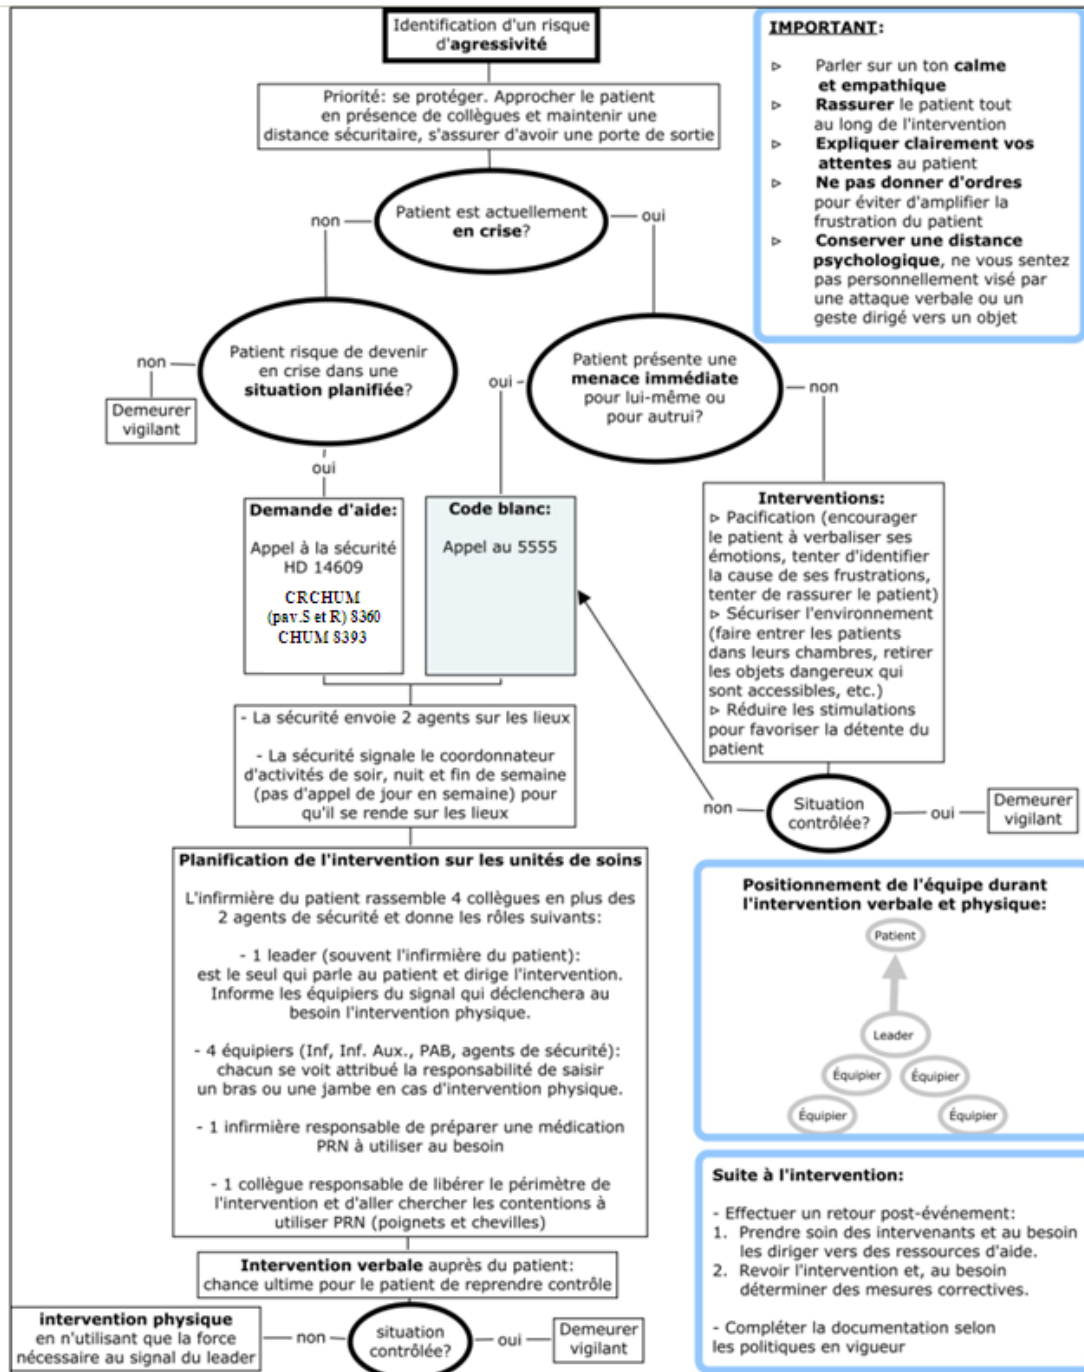 Identification d'un risque
d'agressivité
Priorité: se protéger. Approcher le patient
en présence de collègues et maintenir une
distance sécuritaire, s'assurer d'avoir une porte de sortie
IMPORTANT:
▹ Parler sur un ton calme
et empathique
▹ Rassurer le patient tout
au long de l'intervention
▹ Expliquer clairement vos
attentes au patient
▹ Ne pas donner d'ordres
pour éviter d'amplifier la
frustration du patient
▹ Conserver une distance
psychologique, ne vous sentez
pas personnellement visé par
une attaque verbale ou un
geste dirigé vers un objet
non
Patient est actuellement
en crise?
oui
non
Patient risque de devenir
en crise dans une
situation planifiée?
Demeurer
vigilant
oui
oui
Patient présente une
menace immédiate
pour lui-même ou
pour autrui?
non
Demande d'aide:
Appel à la sécurité
HD 14609
CRCHUM
(pav.S et R) 8360
CHUM 8393
Code blanc:
Appel au 5555
Interventions:
▹ Pacification (encourager
le patient à verbaliser ses
émotions, tenter d'identifier
la cause de ses frustrations,
tenter de rassurer le patient)
▹ Sécuriser l'environnement
(faire entrer les patients
dans leurs chambres, retirer
les objets dangereux qui
sont accessibles, etc.)
▹ Réduire les stimulations
pour favoriser la détente du
patient
- La sécurité envoie 2 agents sur les lieux
- La sécurité signale le coordonnateur
d'activités de soir, nuit et fin de semaine
(pas d'appel de jour en semaine) pour
qu'il se rende sur les lieux
non
Situation
contrôlée?
oui
Demeurer
vigilant
Planification de l'intervention sur les unités de soins
L'infirmière du patient rassemble 4 collègues en plus des
2 agents de sécurité et donne les rôles suivants:
- 1 leader (souvent l'infirmière du patient):
est le seul qui parle au patient et dirige l'intervention.
Informe les équipiers du signal qui déclenchera au
besoin l'intervention physique.
- 4 équipiers (Inf, Inf. Aux., PAB, agents de sécurité):
chacun se voit attribué la responsabilité de saisir
un bras ou une jambe en cas d'intervention physique.
- 1 infirmière responsable de préparer une médication
PRN à utiliser au besoin
- 1 collègue responsable de libérer le périmètre de
l'intervention et d'aller chercher les contentions à
utiliser PRN (poignets et chevilles)
Positionnement de l'équipe durant
l'intervention verbale et physique:
Patient
Leader
Équipier
Équipier
Équipier
Équipier
Intervention verbale auprès du patient:
chance ultime pour le patient de reprendre contrôle
intervention physique
en n'utilisant que la force
nécessaire au signal du leader
non
situation
contrôlée?
oui
Demeurer
vigilant
Suite à l'intervention:
- Effectuer un retour post-événement:
1. Prendre soin des intervenants et au besoin
les diriger vers des ressources d'aide.
2. Revoir l'intervention et, au besoin
déterminer des mesures correctives.
- Compléter la documentation selon
les politiques en vigueur